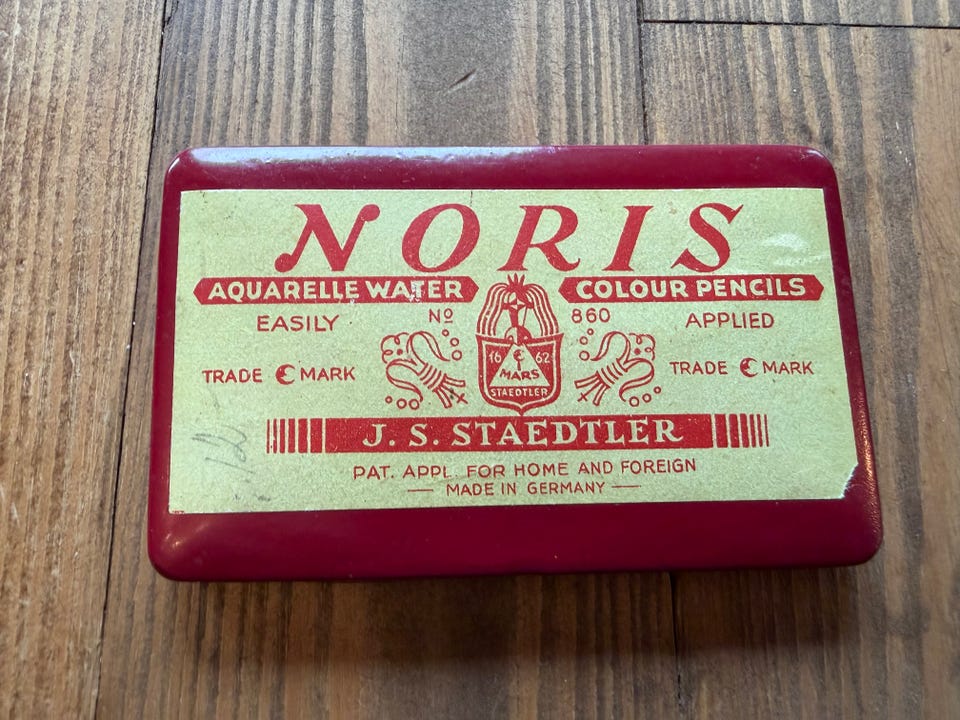 NORIS
AQUARELLE WATER COLOUR PENCILS
EASILY Nº 860 APPLIED
TRADE MARK TRADE MARK
16 62
MARS
STAEDTLER
J. S. STAEDTLER
PAT. APPL. FOR HOME AND FOREIGN
— MADE IN GERMANY —